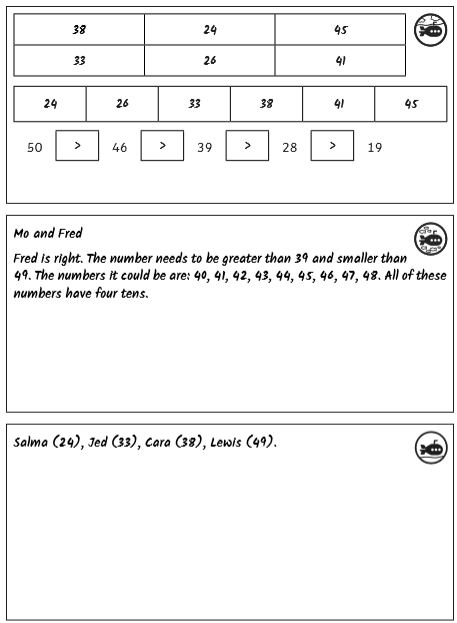 38 24 45
33 26 41
24 26 33 38 41 45
50 > 46 > 39 > 28 > 19
Mo and Fred
Fred is right. The number needs to be greater than 39 and smaller than
49. The numbers it could be are: 40, 41, 42, 43, 44, 45, 46, 47, 48. All of these
numbers have four tens.
Salma (24), Jed (33), Cara (38), Lewis (49).